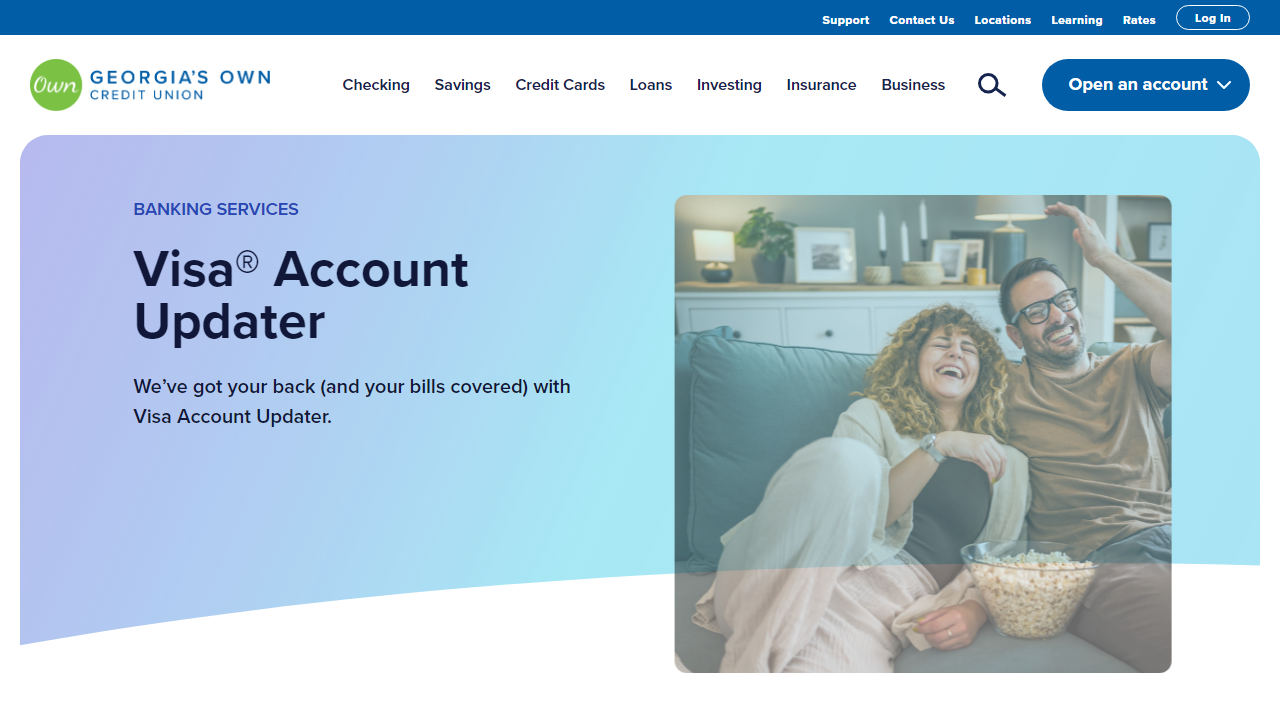 Support Contact Us Locations Learning Rates Log In
Own GEORGIA'S OWN
CREDIT UNION
Checking Savings Credit Cards Loans Investing Insurance Business Open an account
BANKING SERVICES
Visa® Account
Updater
We’ve got your back (and your bills covered) with
Visa Account Updater.